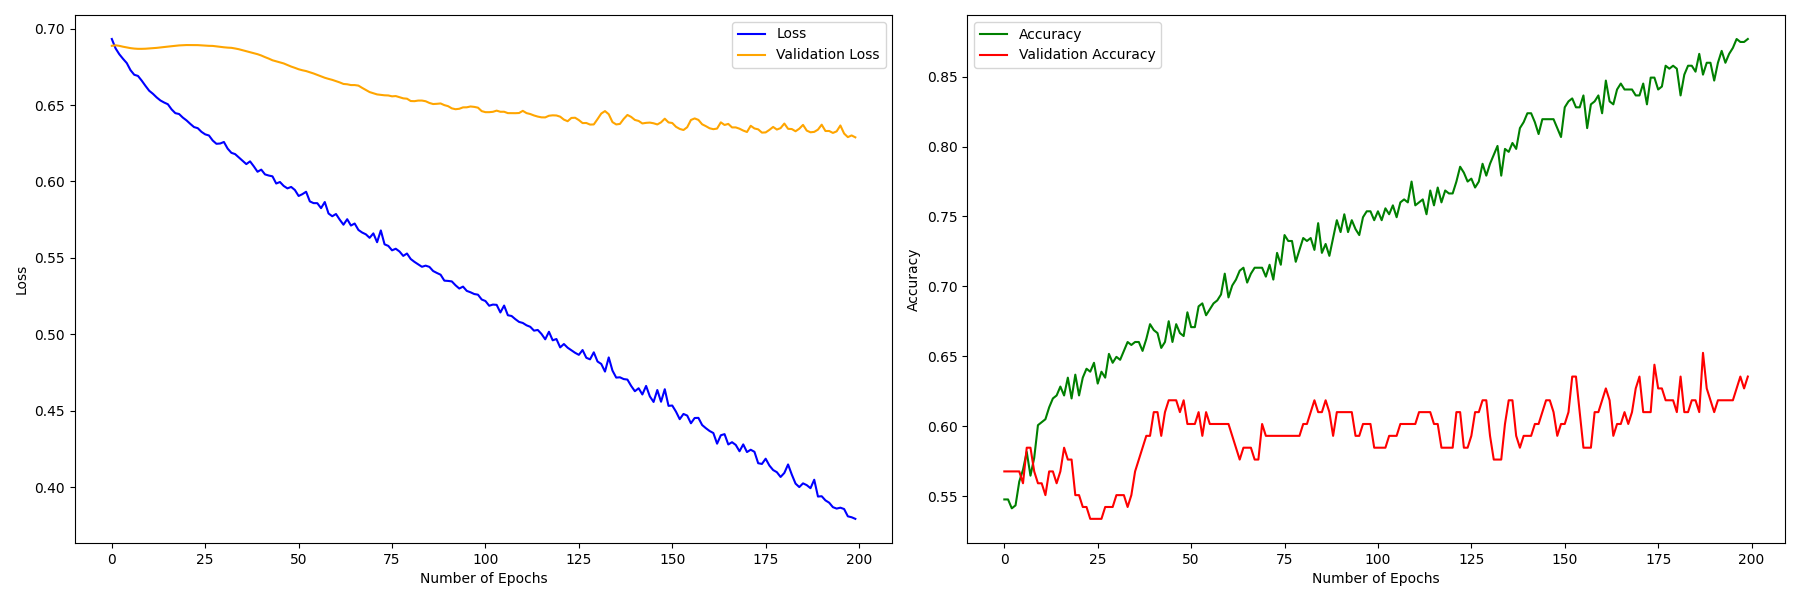 0.70
0.65
0.60
0.55
0.50
0.45
0.40
Loss
Loss
Validation Loss
0 25 50 75 100 125 150 175 200
Number of Epochs
0.85
0.80
0.75
0.70
0.65
0.60
0.55
Accuracy
Accuracy
Validation Accuracy
0 25 50 75 100 125 150 175 200
Number of Epochs